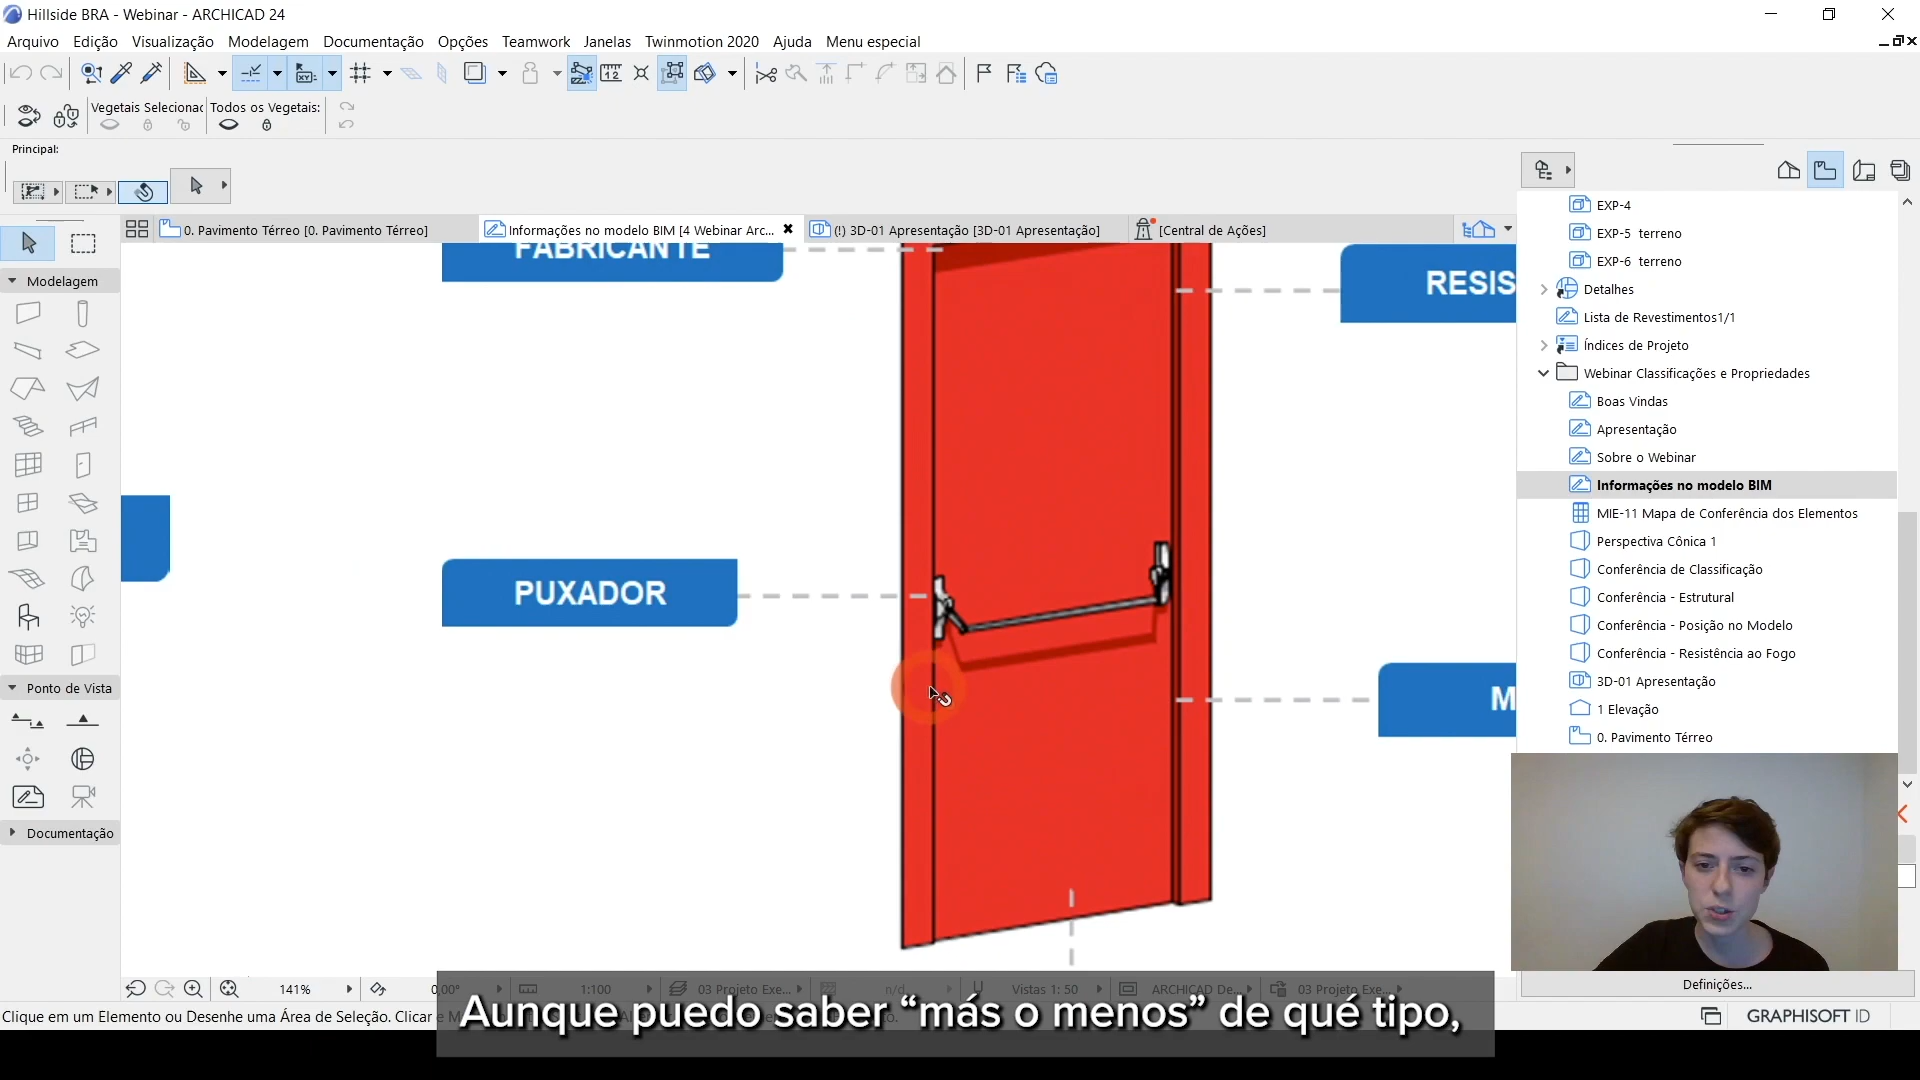 Hillside BRA - Webinar - ARCHICAD 24
Arquivo Edição Visualização Modelagem Documentação Opções Teamwork Janelas Twinmotion 2020 Ajuda Menu especial
Vegetais Selecionac Todos os Vegetais:
Principal:
0. Pavimento Térreo [0. Pavimento Térreo]
Informações no modelo BIM [4 Webinar Arc...
(!) 3D-01 Apresentação [3D-01 Apresentação]
[Central de Ações]
Modelagem
Ponto de Vista
Documentação
FABRICANTE
RESIS
PUXADOR
M
EXP-4
EXP-5 terreno
EXP-6 terreno
Detalhes
Lista de Revestimentos1/1
Índices de Projeto
Webinar Classificações e Propriedades
Boas Vindas
Apresentação
Sobre o Webinar
Informações no modelo BIM
MIE-11 Mapa de Conferência dos Elementos
Perspectiva Cônica 1
Conferência de Classificação
Conferência - Estrutural
Conferência - Posição no Modelo
Conferência - Resistência ao Fogo
3D-01 Apresentação
1 Elevação
0. Pavimento Térreo
Definições...
141% 0,00° 1:100 03 Projeto Exe... n/d Vistas 1: 50 ARCHICAD De... 03 Projeto Exe...
Clique em um Elemento ou Desenhe uma Área de Seleção. Clicar e
GRAPHISOFT ID
Aunque puedo saber “más o menos” de qué tipo,